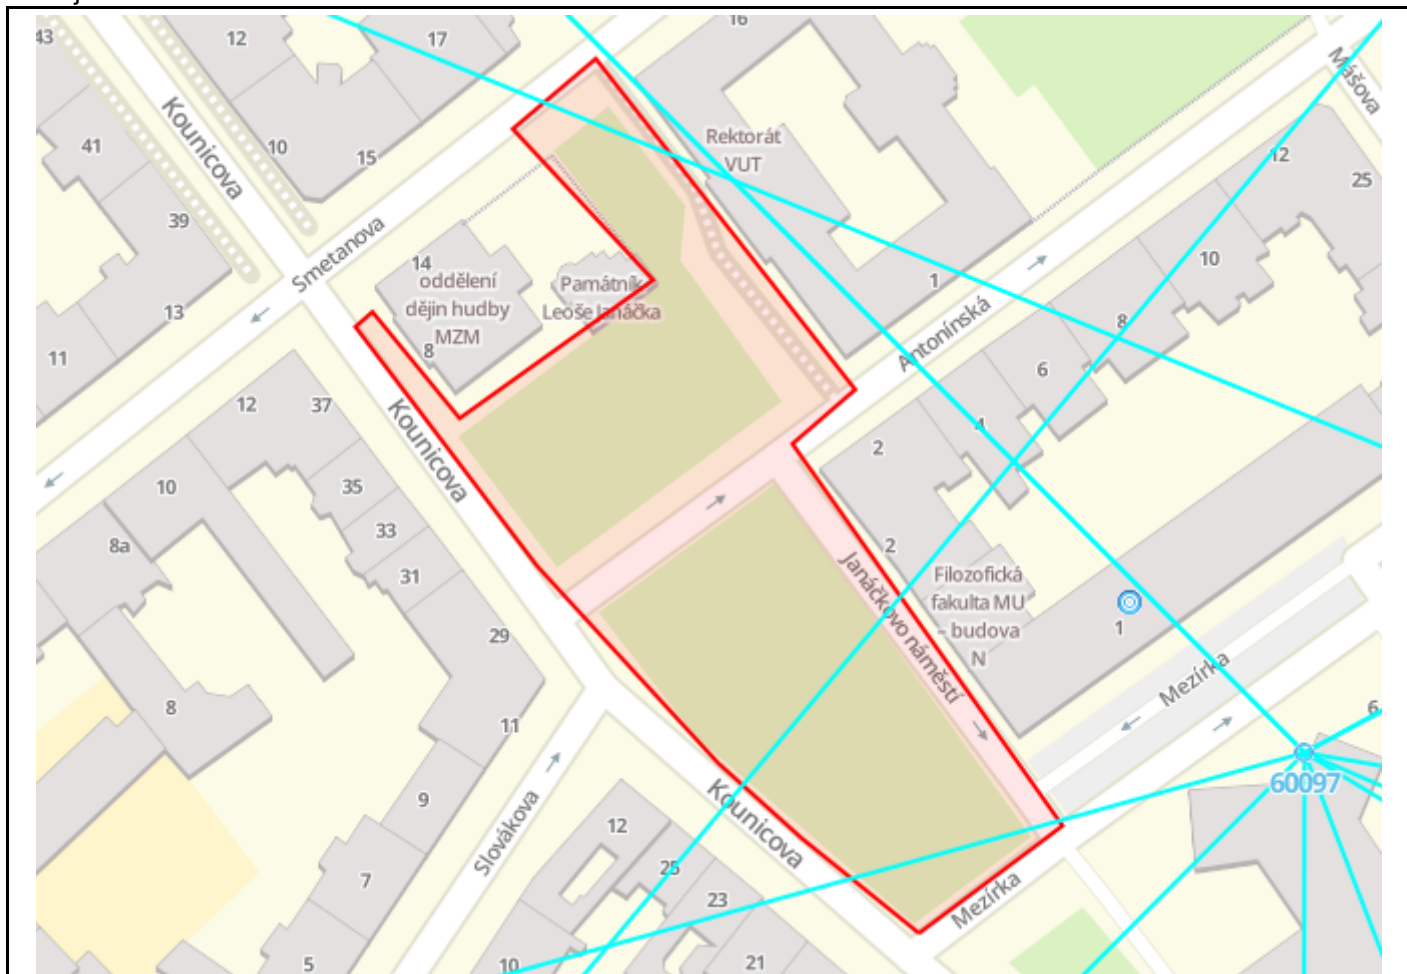 43
12
17
16
Mášova
Kounicova
Rektorát
VUT
41
10
15
12
25
39
Smetanova
14
oddělení
dějin hudby
MZM
8
Památník
Leoše Janáčka
10
1
13
11
Antonínská
8
6
4
12
37
Kounicova
2
10
35
33
31
8a
2
Janáčkovo náměstí
Filozofická
fakulta MU
– budova
N
1
29
Mezírka
8
11
6
60097
9
Slovákova
12
Kounicova
25
7
23
Mezírka
5
10
21